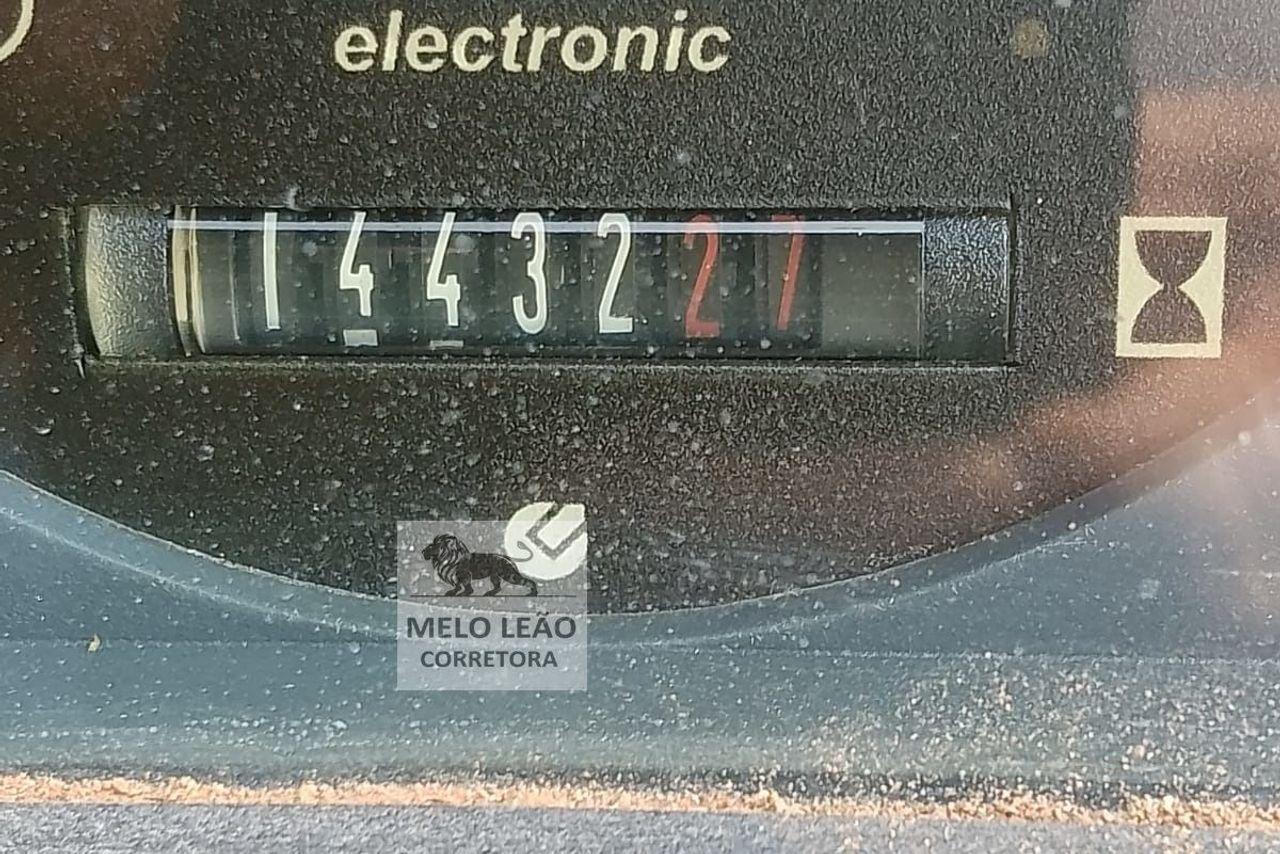 electronic
1443227
MELO LEÃO
CORRETORA